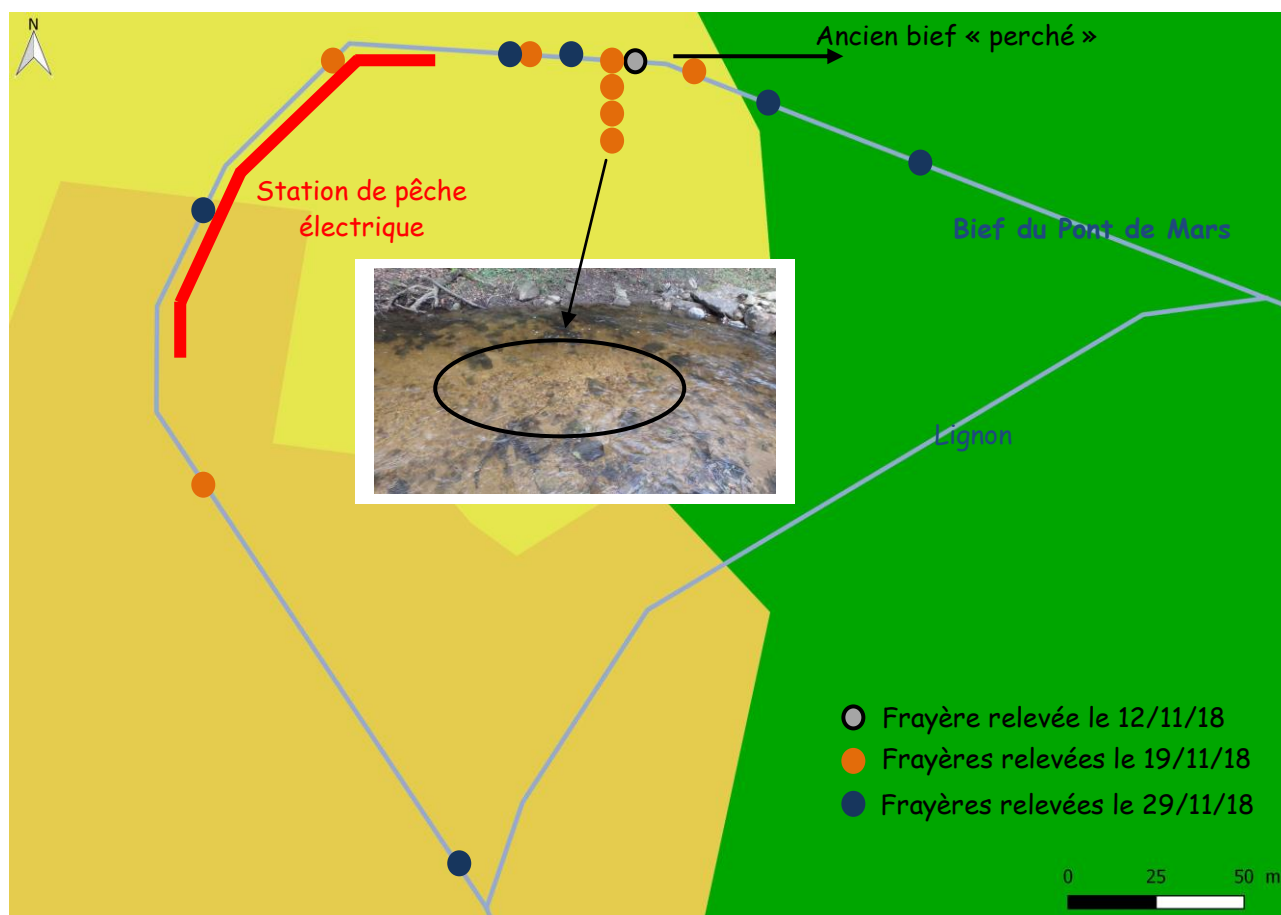 N
Ancien bief « perché »
Station de pêche
électrique
Bief du Pont de Mars
Lignon
Frayère relevée le 12/11/18
Frayères relevées le 19/11/18
Frayères relevées le 29/11/18
0 25 50 m